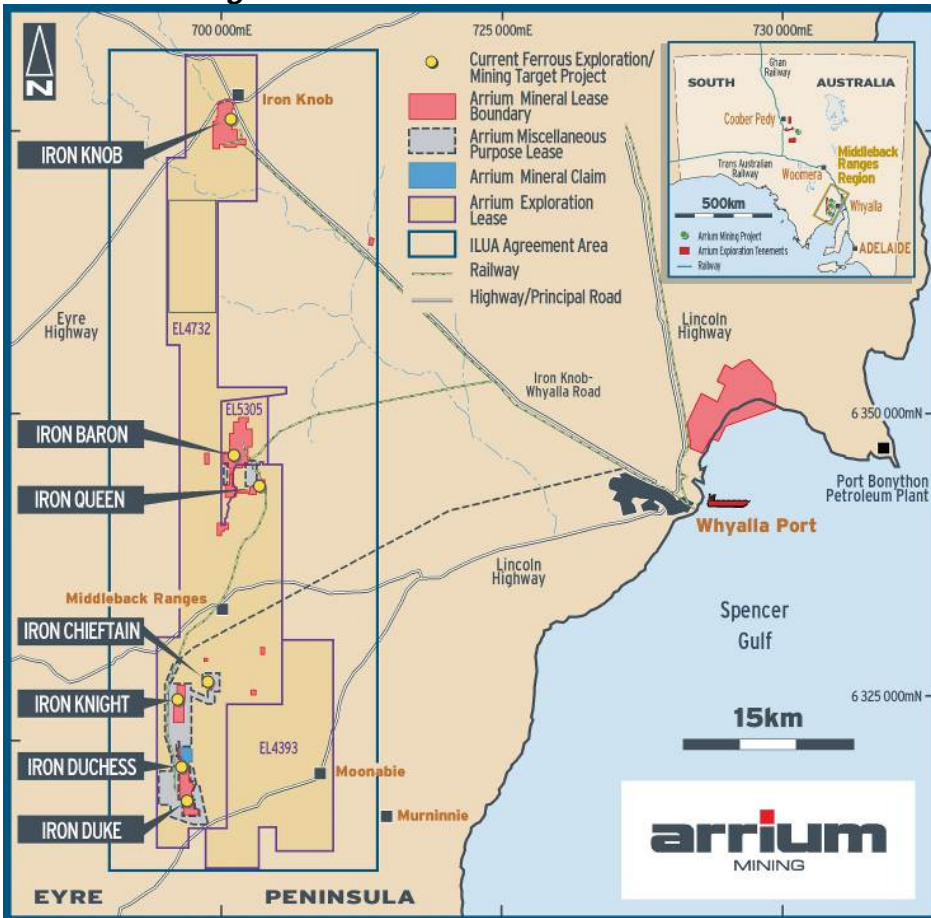 700 000mE
725 000mE
730 000mE
N
Iron Knob
IRON KNOB
Current Ferrous Exploration/
Mining Target Project
Arrium Mineral Lease
Boundary
Arrium Miscellaneous
Purpose Lease
Arrium Mineral Claim
Arrium Exploration
Lease
ILUA Agreement Area
Railway
Highway/Principal Road
Ghan
Railway
SOUTH
AUSTRALIA
Coober Pedy
Middleback
Ranges
Region
Trans Australian
Railway
Woomera
Whyalla
500km
Arrium Mining Project
Arrium Exploration Tenements
Railway
ADELAIDE
Eyre
Highway
EL4732
Lincoln
Highway
Iron Knob-
Whyalla Road
EL5305
6 350 000mN
IRON BARON
IRON QUEEN
Port Bonython
Petroleum Plant
Whyalla Port
Lincoln
Highway
Middleback Ranges
Spencer
Gulf
IRON CHIEFTAIN
IRON KNIGHT
6 325 000mN
15km
EL4393
IRON DUCHESS
Moonabie
Murninnie
IRON DUKE
arrium
MINING
EYRE
PENINSULA